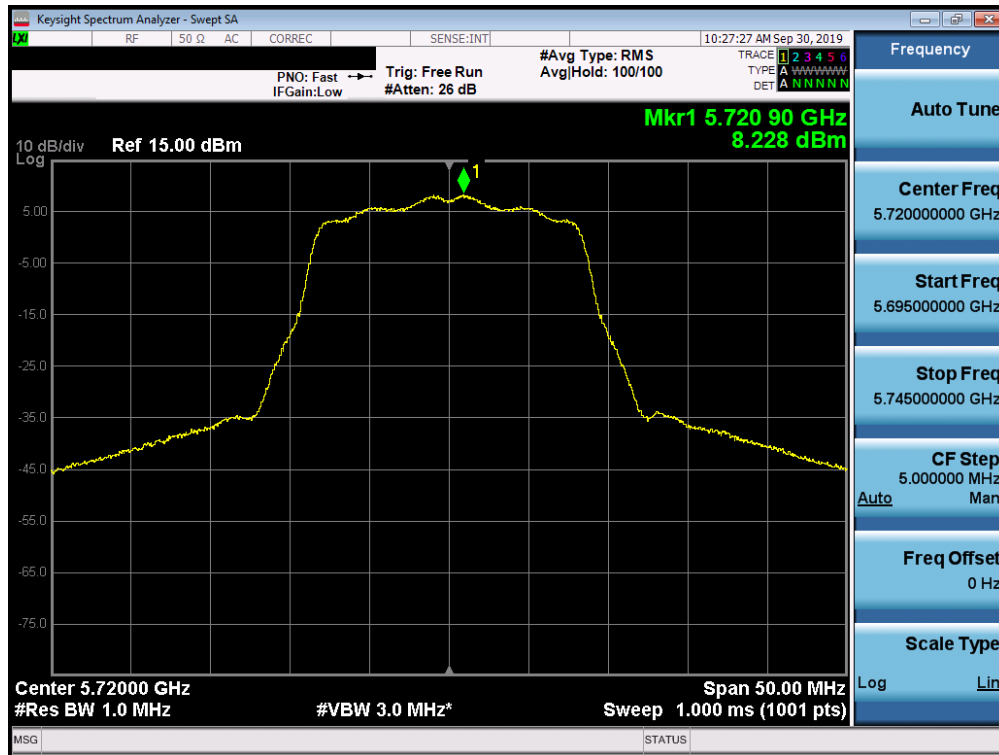 Keysight Spectrum Analyzer - Swept SA
LXI
RF
50 Ω
AC
CORREC
SENSE:INT
10:27:27 AM Sep 30, 2019
PNO: Fast
IFGain:Low
Trig: Free Run
#Atten: 26 dB
#Avg Type: RMS
Avg|Hold: 100/100
TRACE 1 2 3 4 5 6
TYPE A WWWWW
DET A N N N N N
Mkr1 5.720 90 GHz
8.228 dBm
10 dB/div
Log
Ref 15.00 dBm
1
5.00
-5.00
-15.0
-25.0
-35.0
-45.0
-55.0
-65.0
-75.0
Center 5.72000 GHz
Span 50.00 MHz
#Res BW 1.0 MHz
#VBW 3.0 MHz*
Sweep 1.000 ms (1001 pts)
MSG
STATUS
Frequency
Auto Tune
Center Freq
5.720000000 GHz
Start Freq
5.695000000 GHz
Stop Freq
5.745000000 GHz
CF Step
5.000000 MHz
Auto Man
Freq Offset
0 Hz
Scale Type
Log Lin